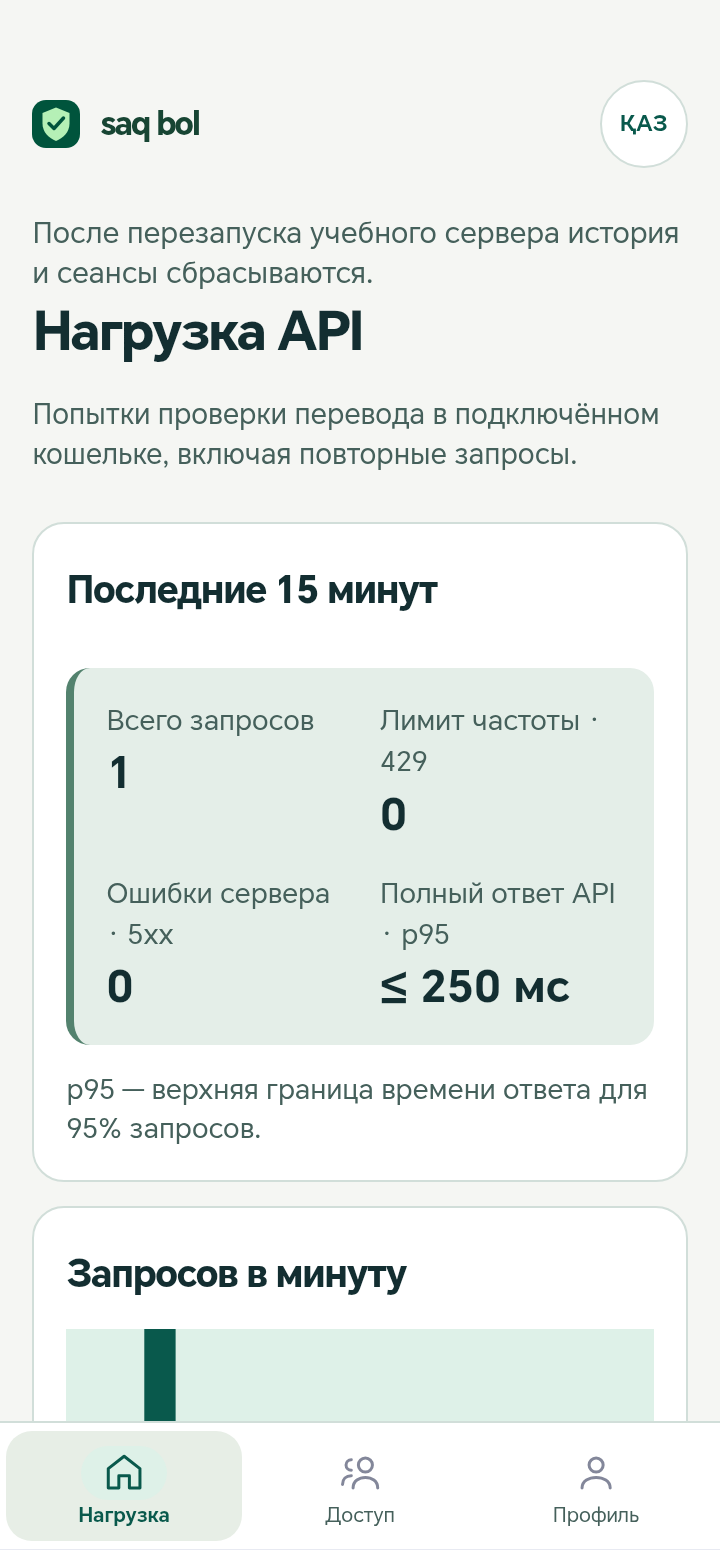 saq bol
ҚАЗ
После перезапуска учебного сервера история
и сеансы сбрасываются.
Нагрузка API
Попытки проверки перевода в подключённом
кошельке, включая повторные запросы.
Последние 15 минут
Всего запросов
1
Лимит частоты ·
429
0
Ошибки сервера
· 5xx
0
Полный ответ API
· p95
≤ 250 мс
p95 — верхняя граница времени ответа для
95% запросов.
Запросов в минуту
Нагрузка
Доступ
Профиль